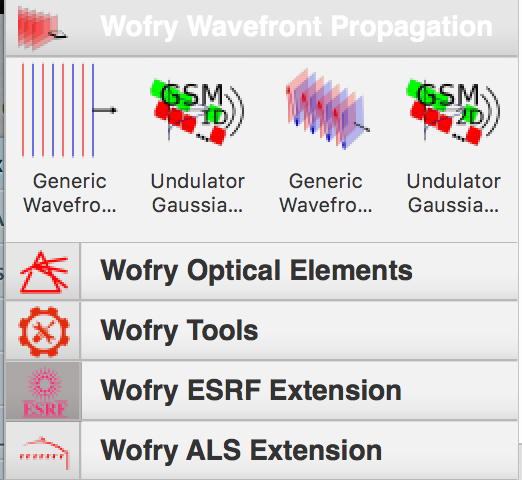 Wofry Wavefront Propagation
GSM
1D
GSM
2D
Generic
Wavefro...
Undulator
Gaussia...
Generic
Wavefro...
Undulator
Gaussia...
Wofry Optical Elements
Wofry Tools
ESRF
Wofry ESRF Extension
Wofry ALS Extension